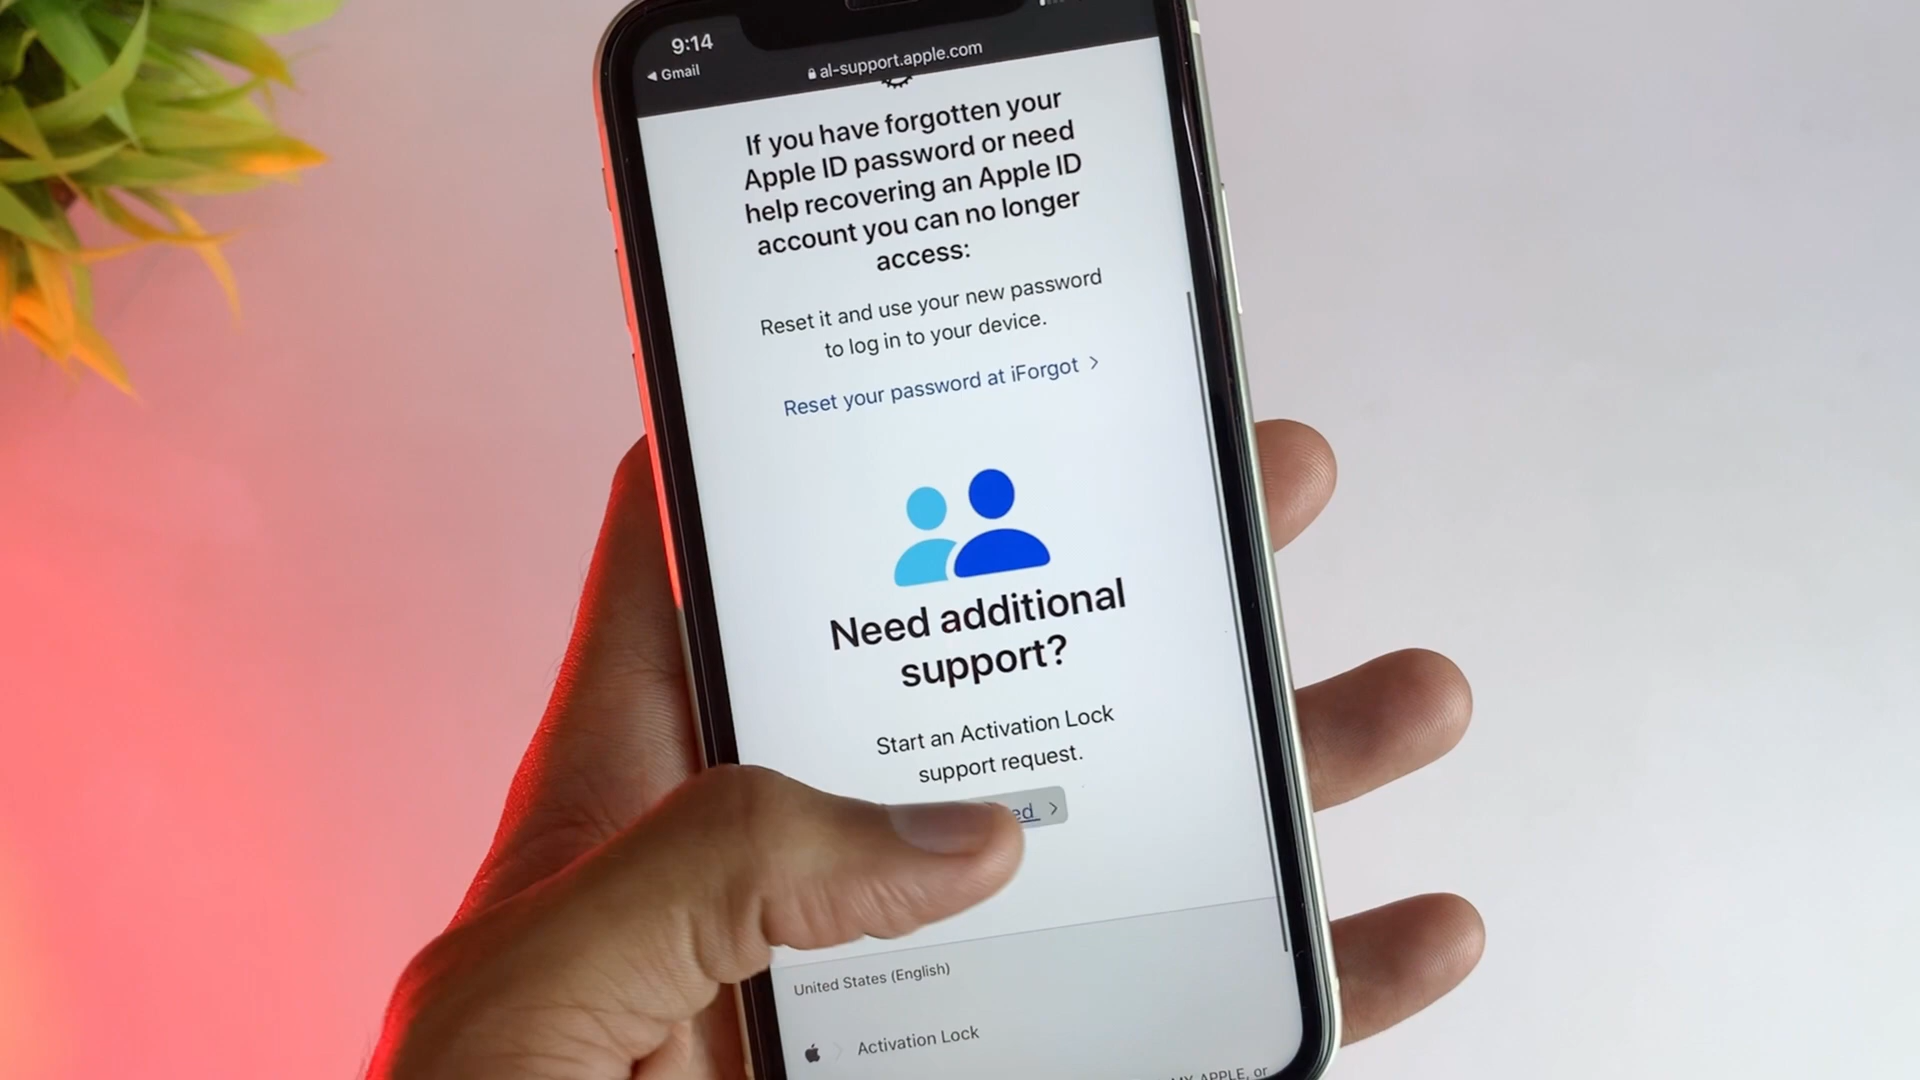 9:14
Gmail
al-support.apple.com
If you have forgotten your
Apple ID password or need
help recovering an Apple ID
account you can no longer
access:
Reset it and use your new password
to log in to your device.
Reset your password at iForgot >
Need additional
support?
Start an Activation Lock
support request.
ed >
United States (English)
Activation Lock
APPLE, or